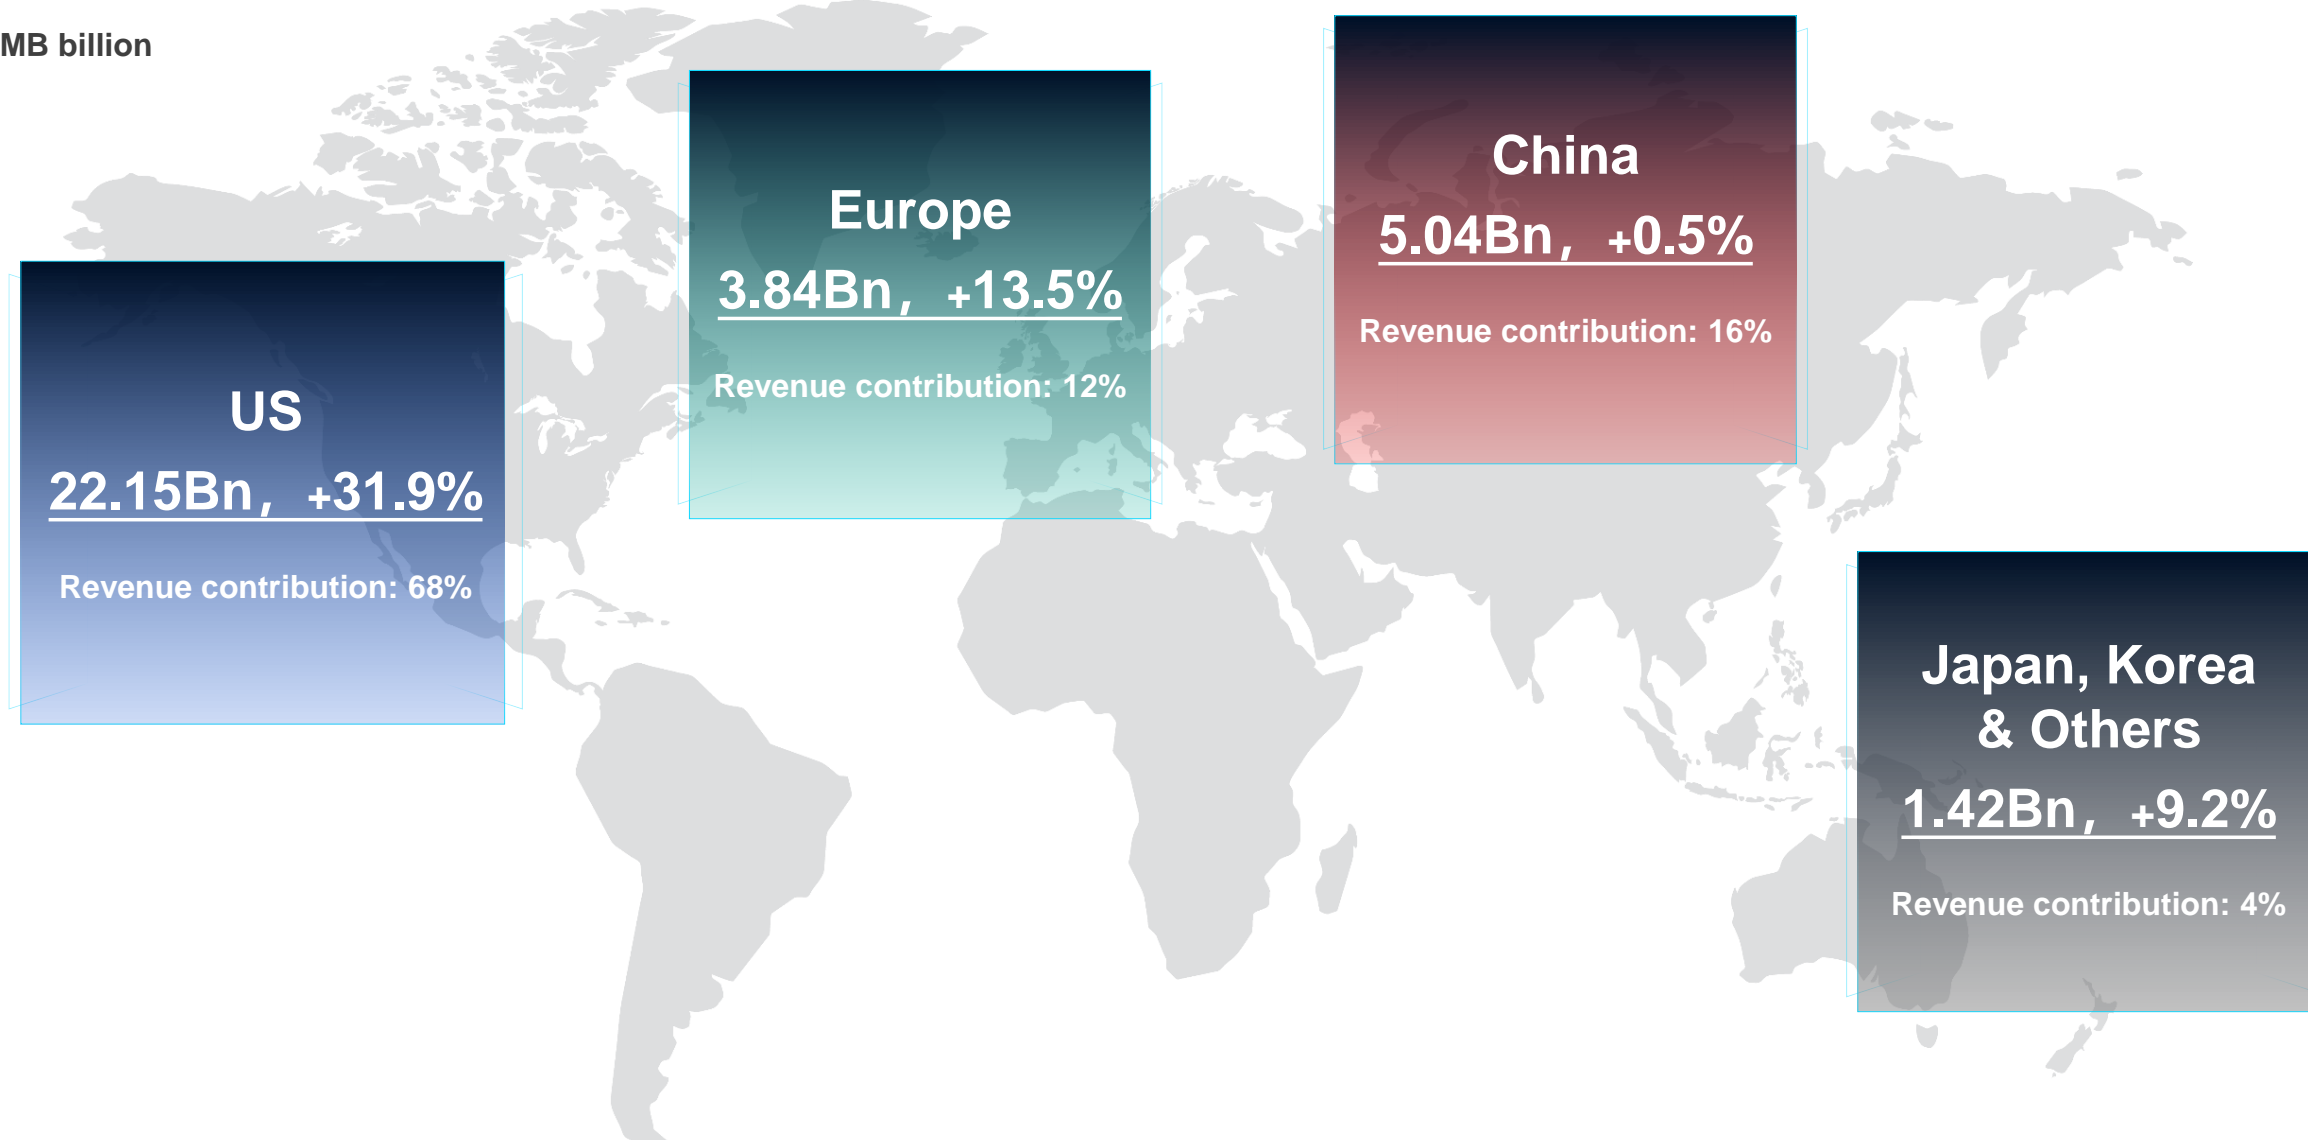 MB billion
US
22.15Bn, +31.9%
Revenue contribution: 68%
Europe
3.84Bn, +13.5%
Revenue contribution: 12%
China
5.04Bn, +0.5%
Revenue contribution: 16%
Japan, Korea
& Others
1.42Bn, +9.2%
Revenue contribution: 4%